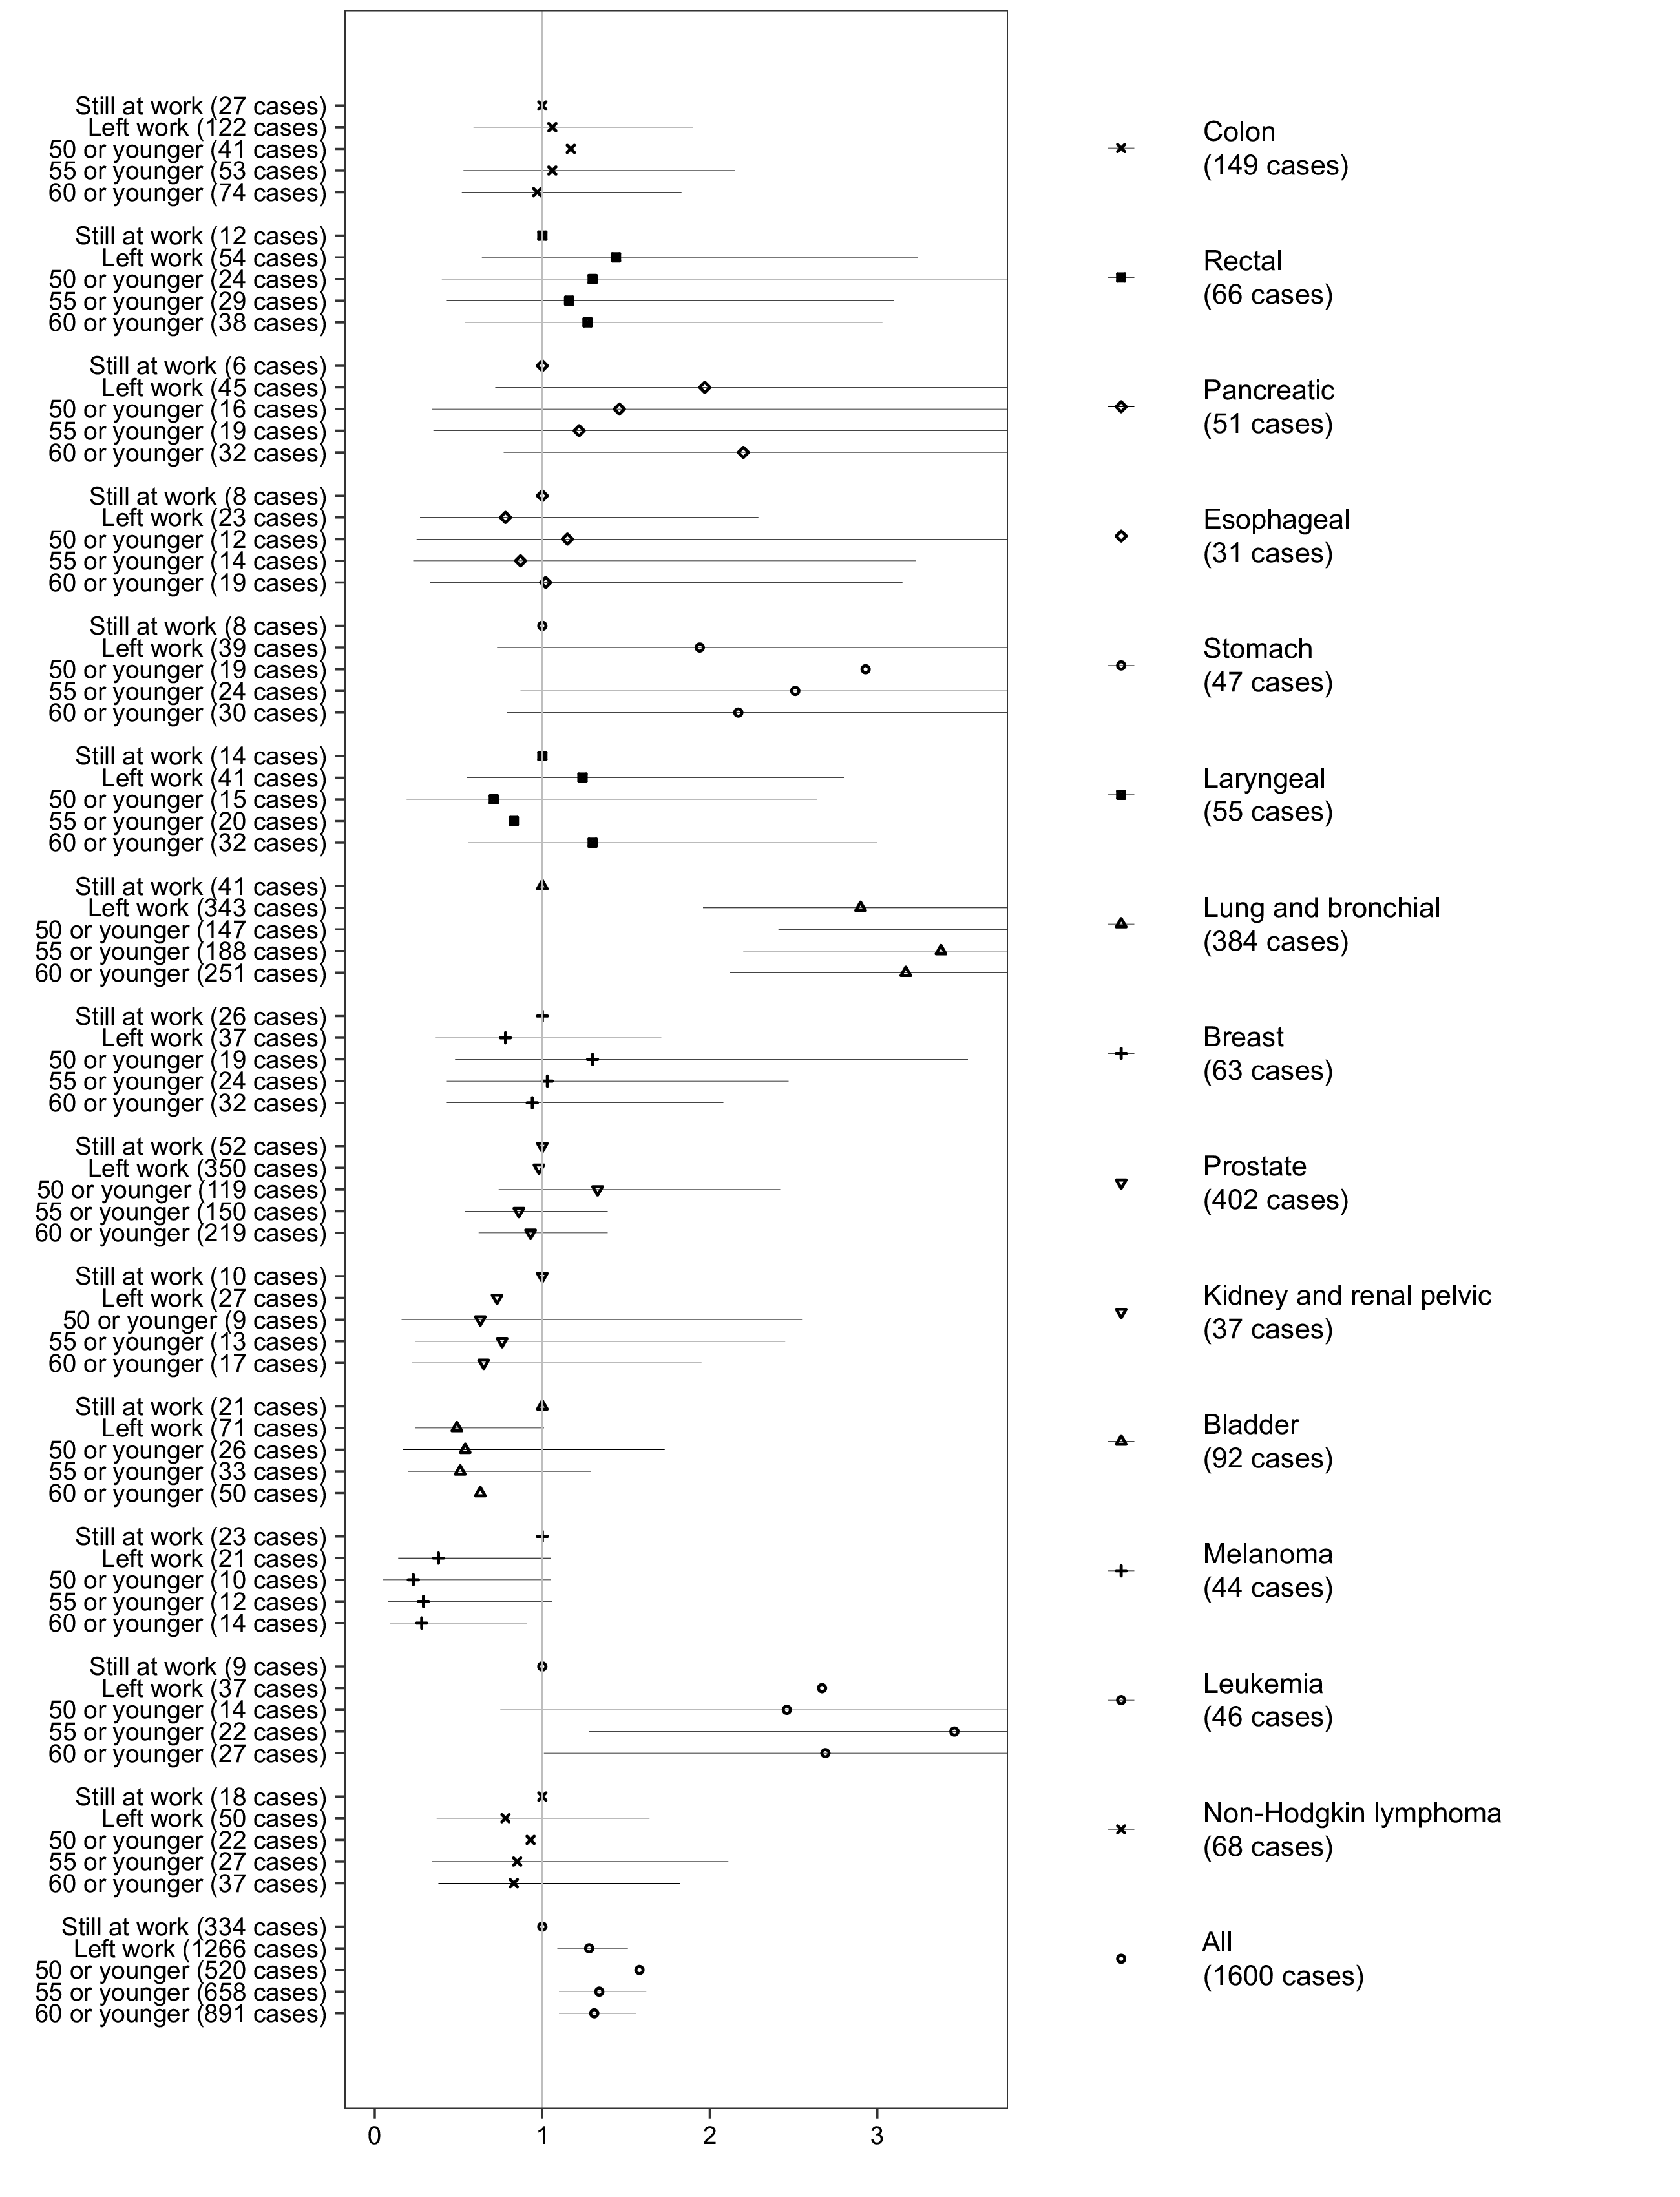 Still at work (27 cases)
Left work (122 cases)
50 or younger (41 cases)
55 or younger (53 cases)
60 or younger (74 cases)
Colon
(149 cases)
Still at work (12 cases)
Left work (54 cases)
50 or younger (24 cases)
55 or younger (29 cases)
60 or younger (38 cases)
Rectal
(66 cases)
Still at work (6 cases)
Left work (45 cases)
50 or younger (16 cases)
55 or younger (19 cases)
60 or younger (32 cases)
Pancreatic
(51 cases)
Still at work (8 cases)
Left work (23 cases)
50 or younger (12 cases)
55 or younger (14 cases)
60 or younger (19 cases)
Esophageal
(31 cases)
Still at work (8 cases)
Left work (39 cases)
50 or younger (19 cases)
55 or younger (24 cases)
60 or younger (30 cases)
Stomach
(47 cases)
Still at work (14 cases)
Left work (41 cases)
50 or younger (15 cases)
55 or younger (20 cases)
60 or younger (32 cases)
Laryngeal
(55 cases)
Still at work (41 cases)
Left work (343 cases)
50 or younger (147 cases)
55 or younger (188 cases)
60 or younger (251 cases)
Lung and bronchial
(384 cases)
Still at work (26 cases)
Left work (37 cases)
50 or younger (19 cases)
55 or younger (24 cases)
60 or younger (32 cases)
Breast
(63 cases)
Still at work (52 cases)
Left work (350 cases)
50 or younger (119 cases)
55 or younger (150 cases)
60 or younger (219 cases)
Prostate
(402 cases)
Still at work (10 cases)
Left work (27 cases)
50 or younger (9 cases)
55 or younger (13 cases)
60 or younger (17 cases)
Kidney and renal pelvic
(37 cases)
Still at work (21 cases)
Left work (71 cases)
50 or younger (26 cases)
55 or younger (33 cases)
60 or younger (50 cases)
Bladder
(92 cases)
Still at work (23 cases)
Left work (21 cases)
50 or younger (10 cases)
55 or younger (12 cases)
60 or younger (14 cases)
Melanoma
(44 cases)
Still at work (9 cases)
Left work (37 cases)
50 or younger (14 cases)
55 or younger (22 cases)
60 or younger (27 cases)
Leukemia
(46 cases)
Still at work (18 cases)
Left work (50 cases)
50 or younger (22 cases)
55 or younger (27 cases)
60 or younger (37 cases)
Non-Hodgkin lymphoma
(68 cases)
Still at work (334 cases)
Left work (1266 cases)
50 or younger (520 cases)
55 or younger (658 cases)
60 or younger (891 cases)
All
(1600 cases)
0 1 2 3